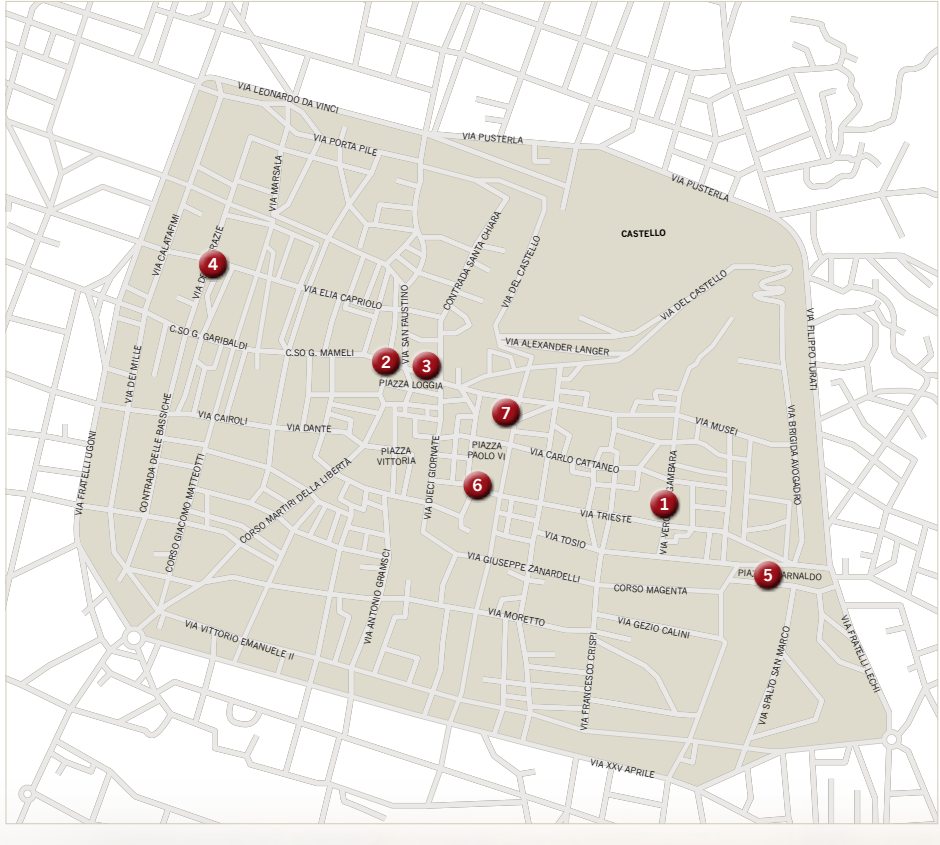 VIA LEONARDO DA VINCI
VIA PUSTERLA
VIA PORTA PILE
VIA MARSALA
VIA PUSTERLA
CASTELLO
VIA CALATAFIMI
CONTRADA SANTA CHIARA
VIA DEL CASTELLO
4
VIA DEL CASTELLO
VIA ELIA CAPRIOLO
VIA SAN FAUSTINO
C.SO G. GARIBALDI
C.SO G. MAMELI
VIA ALEXANDER LANGER
VIA FILIPPO TURATI
2
3
VIA DEI MILLE
PIAZZA LOGGIA
7
VIA CAIROLI
VIA DANTE
VIA MUSEI
CONTRADA DELLE BASSICHE
PIAZZA
VITTORIA
PIAZZA
PAOLO VI
VIA CARLO CATTANEO
VIA BRIGIDA AVOGADRO
VIA FRATELLI UGONI
CORSO GIACOMO MATTEOTTI
CORSO MARTIRI DELLA LIBERTÀ
VIA DIECI GIORNATE
6
GAMBARA
1
VIA TRIESTE
VIA TOSIO
VIA GIUSEPPE ZANARDELLI
5
ARNALDO
CORSO MAGENTA
VIA ANTONIO GRAMSCI
VIA MORETTO
VIA GEZIO CALINI
VIA VITTORIO EMANUELE II
VIA FRANCESCO CRISPI
VIA SPALTO SAN MARCO
VIA FRATELLI LECHI
VIA XXV APRILE